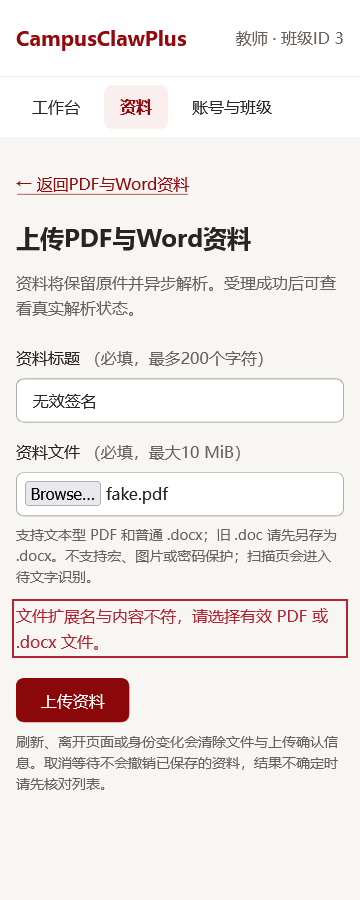 CampusClawPlus
教师 · 班级ID 3
工作台
资料
账号与班级
← 返回PDF与Word资料
上传PDF与Word资料
资料将保留原件并异步解析。受理成功后可查
看真实解析状态。
资料标题 （必填，最多200个字符）
无效签名
资料文件 （必填，最大10 MiB）
Browse... fake.pdf
支持文本型 PDF 和普通 .docx；旧 .doc 请先另存为
.docx。不支持宏、图片或密码保护；扫描页会进入
待文字识别。
文件扩展名与内容不符，请选择有效 PDF 或
.docx 文件。
上传资料
刷新、离开页面或身份变化会清除文件与上传确认信
息。取消等待不会撤销已保存的资料，结果不确定时
请先核对列表。